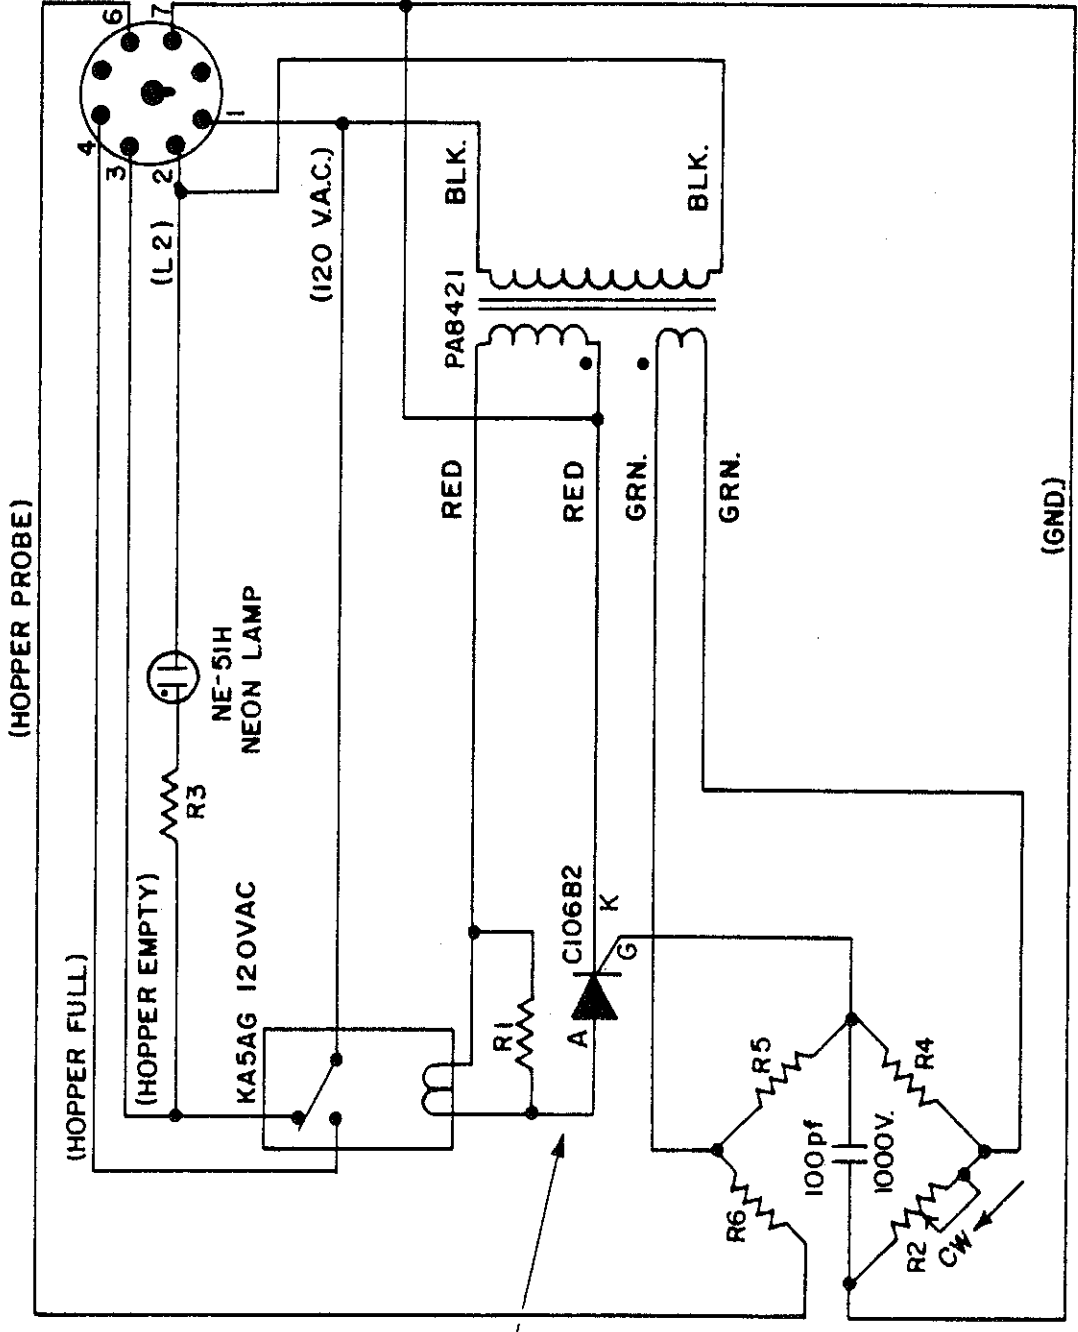 (HOPPER PROBE)
(HOPPER FULL)
4
6
3
(HOPPER EMPTY)
(L2)
2
7
R3
NE-51H
NEON LAMP
1
KA5AG 120VAC
(120 V.A.C.)
RED
PA8421
BLK.
R1
A
C106B2
K
G
RED
GRN.
BLK.
GRN.
R6
R5
100pf
1000V.
R4
R2
CW
(GND.)